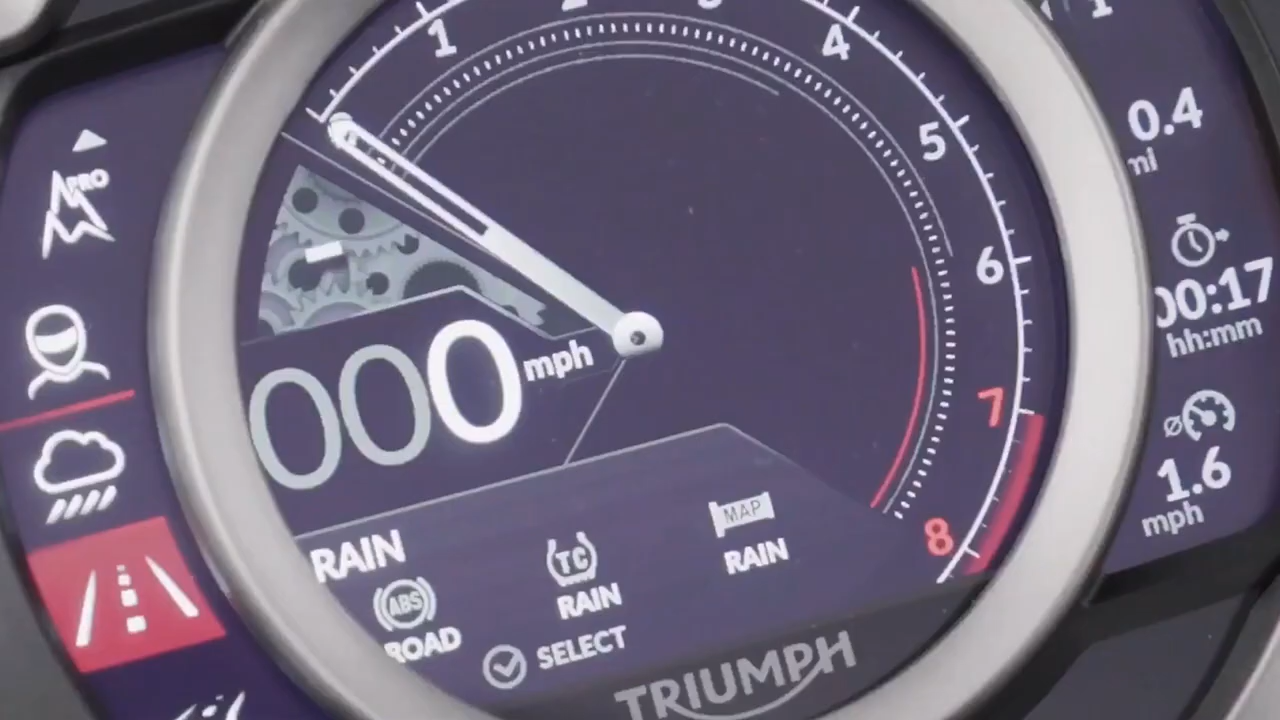 1
4
5
6
7
8
PRO
000 mph
RAIN
ABS
ROAD
TC
RAIN
MAP
RAIN
SELECT
TRIUMPH
1
0.4
mi
00:17
hh:mm
1.6
mph